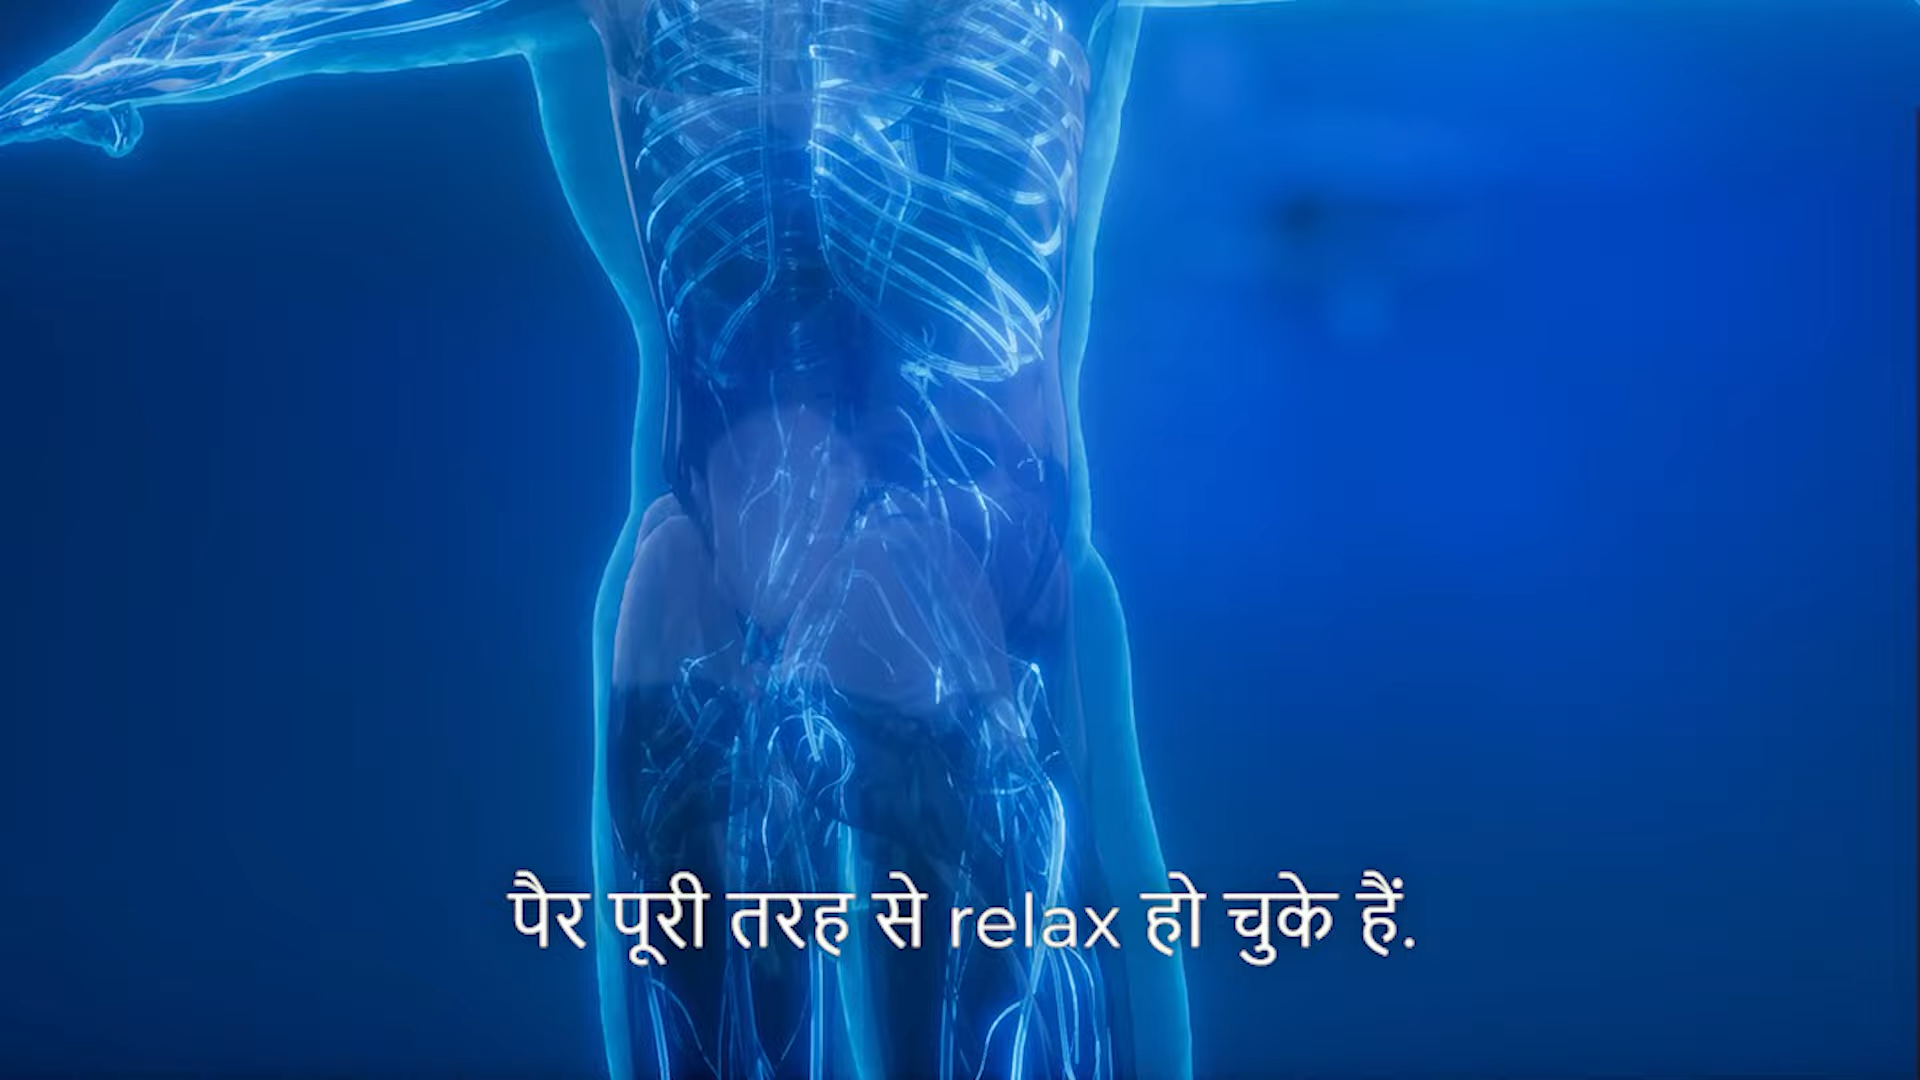 पैर पूरी तरह से relax हो चुके हैं.